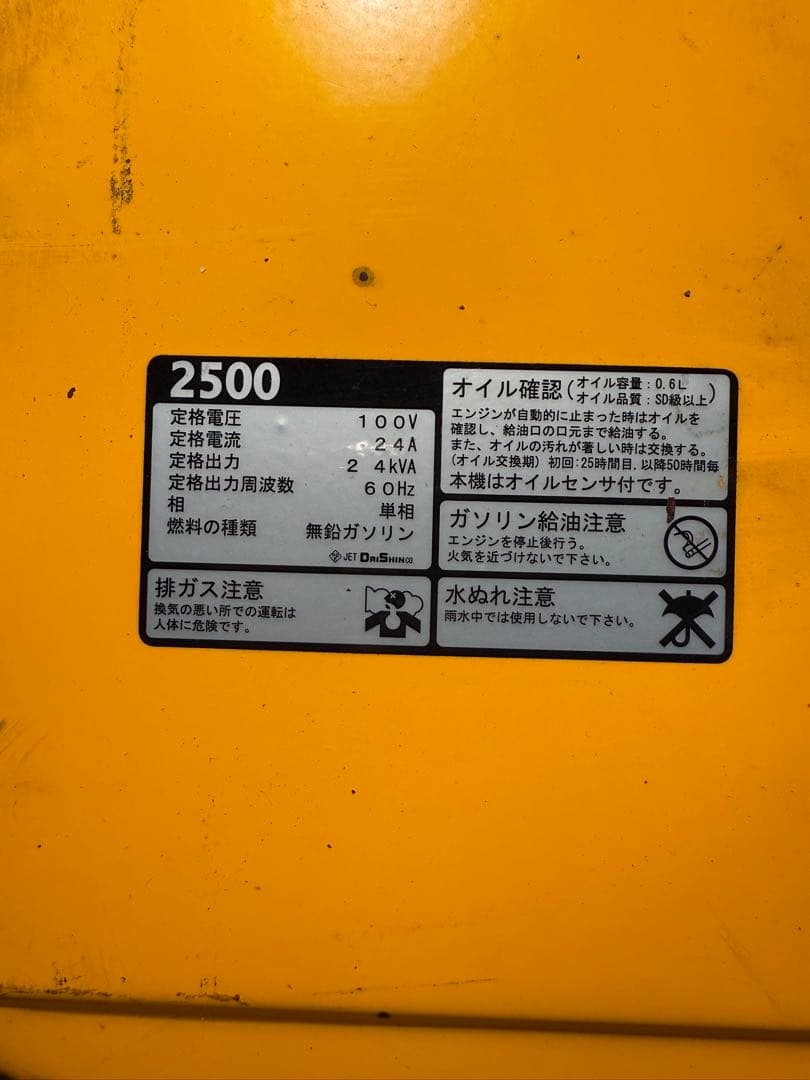 2500
定格電圧 100V
定格電流 24A
定格出力 2 4kVA
定格出力周波数 60Hz
相 単相
燃料の種類 無鉛ガソリン
JET DAISHIN CO.
排ガス注意
換気の悪い所での運転は
人体に危険です。
オイル確認(オイル容量:0.6L
オイル品質:SD級以上)
エンジンが自動的に止まった時はオイルを
確認し、給油口の口元まで給油する。
また、オイルの汚れが著しい時は交換する。
(オイル交換期) 初回:25時間目.以降50時間毎
本機はオイルセンサ付です。
ガソリン給油注意
エンジンを停止後行う。
火気を近づけないで下さい。
水ぬれ注意
雨水中では使用しないで下さい。